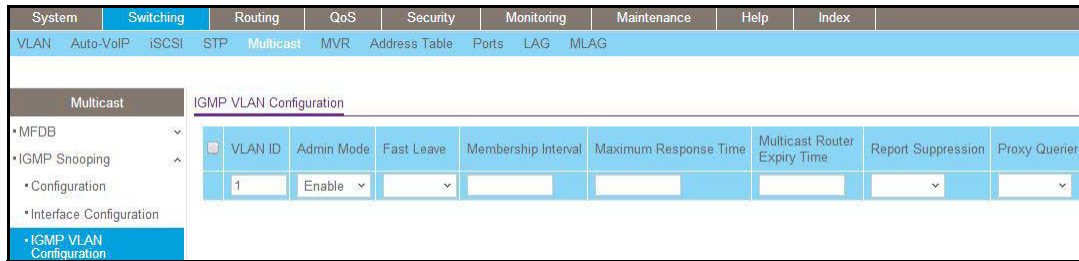 System Switching Routing QoS Security Monitoring Maintenance Help Index
VLAN Auto-VoIP iSCSI STP Multicast MVR Address Table Ports LAG MLAG
Multicast
MFDB
IGMP Snooping
Configuration
Interface Configuration
IGMP VLAN
Configuration
IGMP VLAN Configuration
VLAN ID Admin Mode Fast Leave Membership Interval Maximum Response Time Multicast Router Expiry Time Report Suppression Proxy Querier
1 Enable